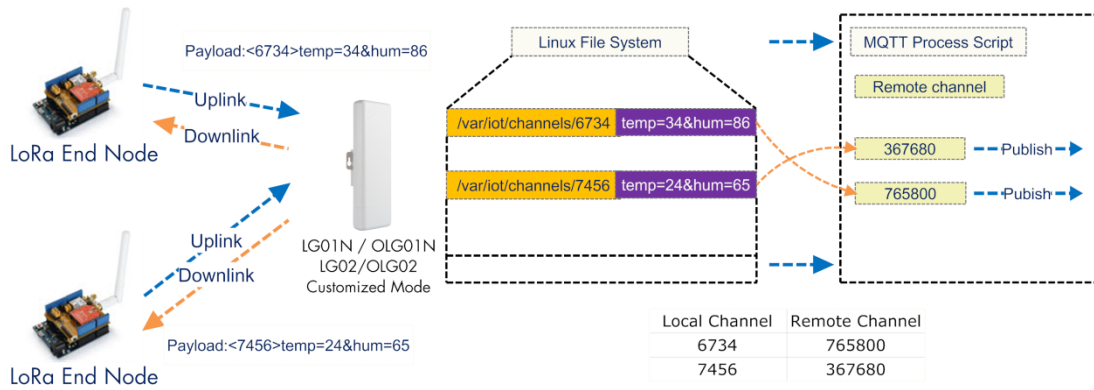 Payload:<6734>temp=34&hum=86
Uplink
Downlink
LoRa End Node
Uplink
Downlink
Payload:<7456>temp=24&hum=65
LoRa End Node
LG01N / OLG01N
LG02/OLG02
Customized Mode
Linux File System
/var/iot/channels/6734 temp=34&hum=86
/var/iot/channels/7456 temp=24&hum=65
MQTT Process Script
Remote channel
367680 Publish
765800 Pubish
Local Channel Remote Channel
6734 765800
7456 367680